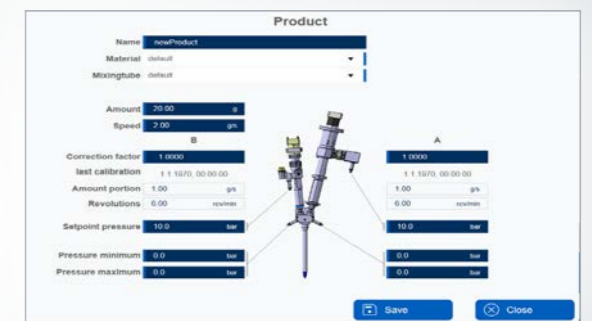 Product
Name newProduct
Material default
Mixingtube default
Amount 20.00 g
Speed 2.00 g/s
B A
Correction factor 1.0000 1.0000
last calibration 1.1.1970, 00:00:00 1.1.1970, 00:00:00
Amount portion 1.00 g/s 1.00 g/s
Revolutions 6.00 rev/min 6.00 rev/min
Setpoint pressure 10.0 bar 10.0 bar
Pressure minimum 0.0 bar 0.0 bar
Pressure maximum 0.0 bar 0.0 bar
Save Close